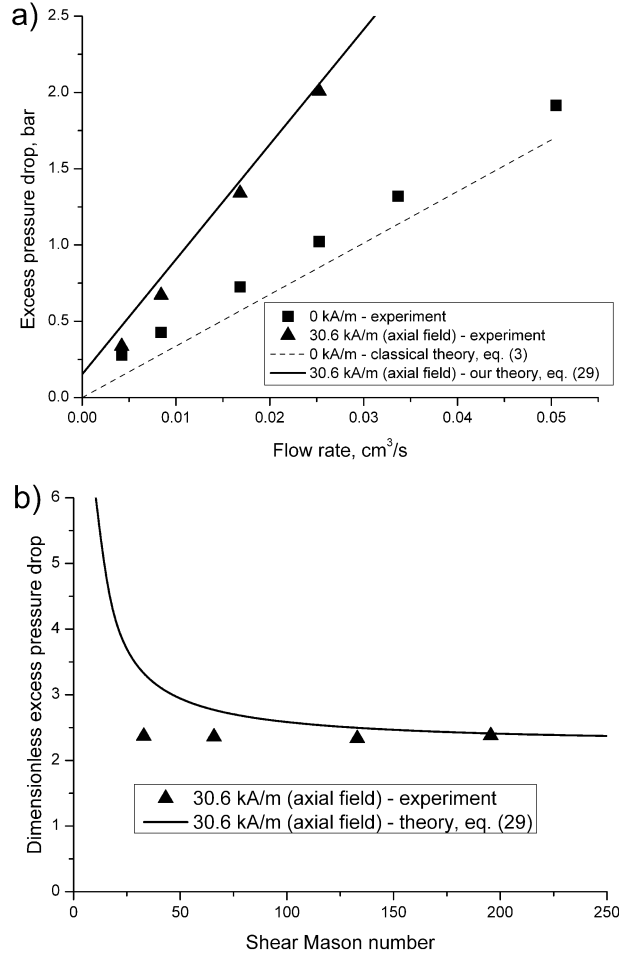 a)
2.5
2.0
1.5
1.0
0.5
0.0
Excess pressure drop, bar
0 kA/m - experiment
30.6 kA/m (axial field) - experiment
0 kA/m - classical theory, eq. (3)
30.6 kA/m (axial field) - our theory, eq. (29)
0.00 0.01 0.02 0.03 0.04 0.05
Flow rate, cm³/s
b)
6
5
4
3
2
1
0
Dimensionless excess pressure drop
30.6 kA/m (axial field) - experiment
30.6 kA/m (axial field) - theory, eq. (29)
0 50 100 150 200 250
Shear Mason number